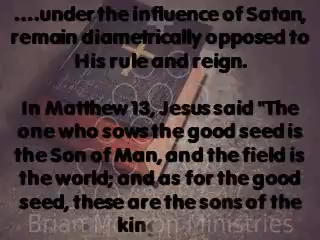 ....under the influence of Satan,
remain diametrically opposed to
His rule and reign.
In Matthew 13, Jesus said "The
one who sows the good seed is
the Son of Man, and the field is
the world; and as for the good
seed, these are the sons of the
kin
Brian Ministries